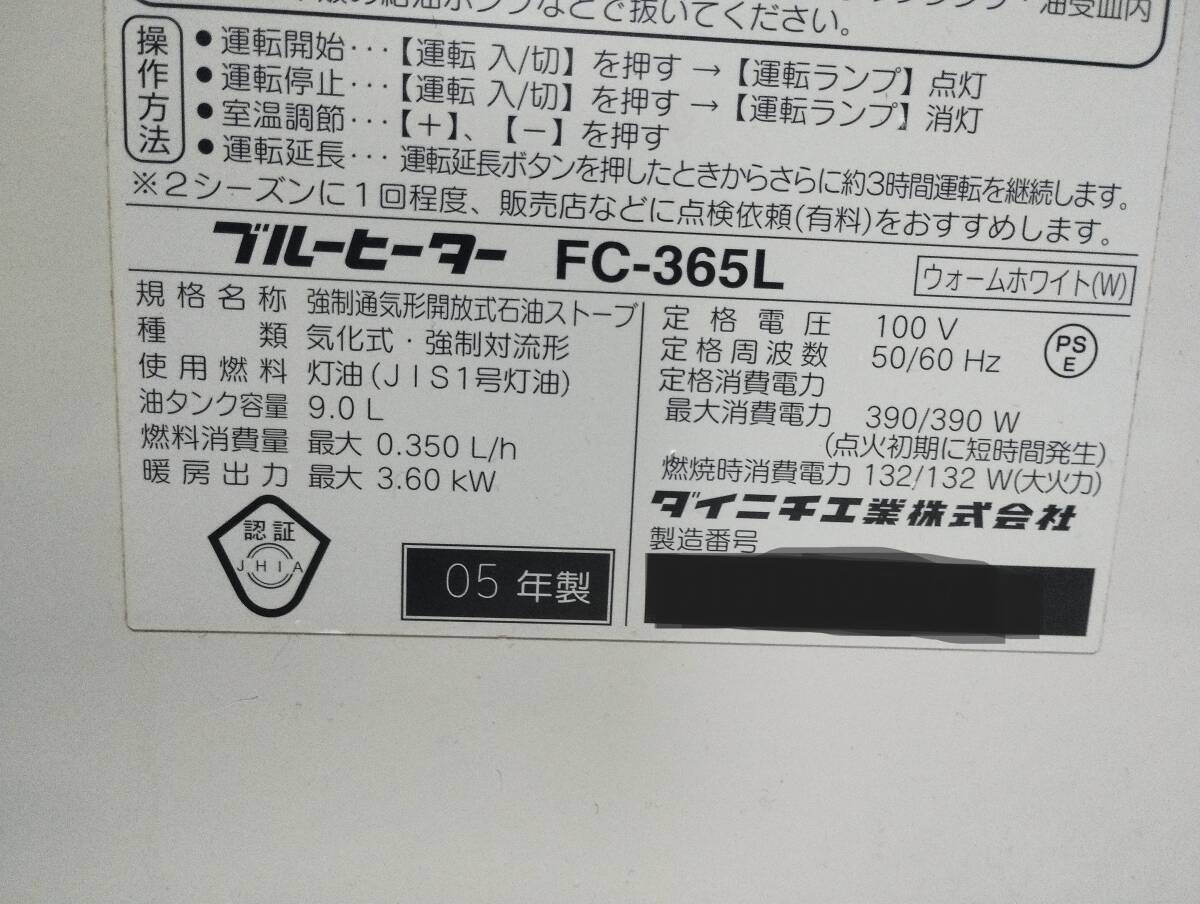 抜いてください。
油受皿内
操作方法
●運転開始･･･【運転 入/切】を押す→【運転ランプ】点灯
●運転停止･･･【運転 入/切】を押す→【運転ランプ】消灯
●室温調節･･･【＋】、【－】を押す
●運転延長･･･運転延長ボタンを押したときからさらに約3時間運転を継続します。
※2シーズンに1回程度、販売店などに点検依頼(有料)をおすすめします。
ブルーヒーター FC-365L ウォームホワイト(W)
規格名称 強制通気形開放式石油ストーブ
種類 気化式・強制対流形
使用燃料 灯油(JIS1号灯油)
油タンク容量 9.0 L
燃料消費量 最大 0.350 L/h
暖房出力 最大 3.60 kW
認証
JHIA
05 年製
定格電圧 100 V
定格周波数 50/60 Hz
PS
E
定格消費電力
最大消費電力 390/390 W
(点火初期に短時間発生)
燃焼時消費電力 132/132 W(大火力)
ダイニチ工業株式会社
製造番号